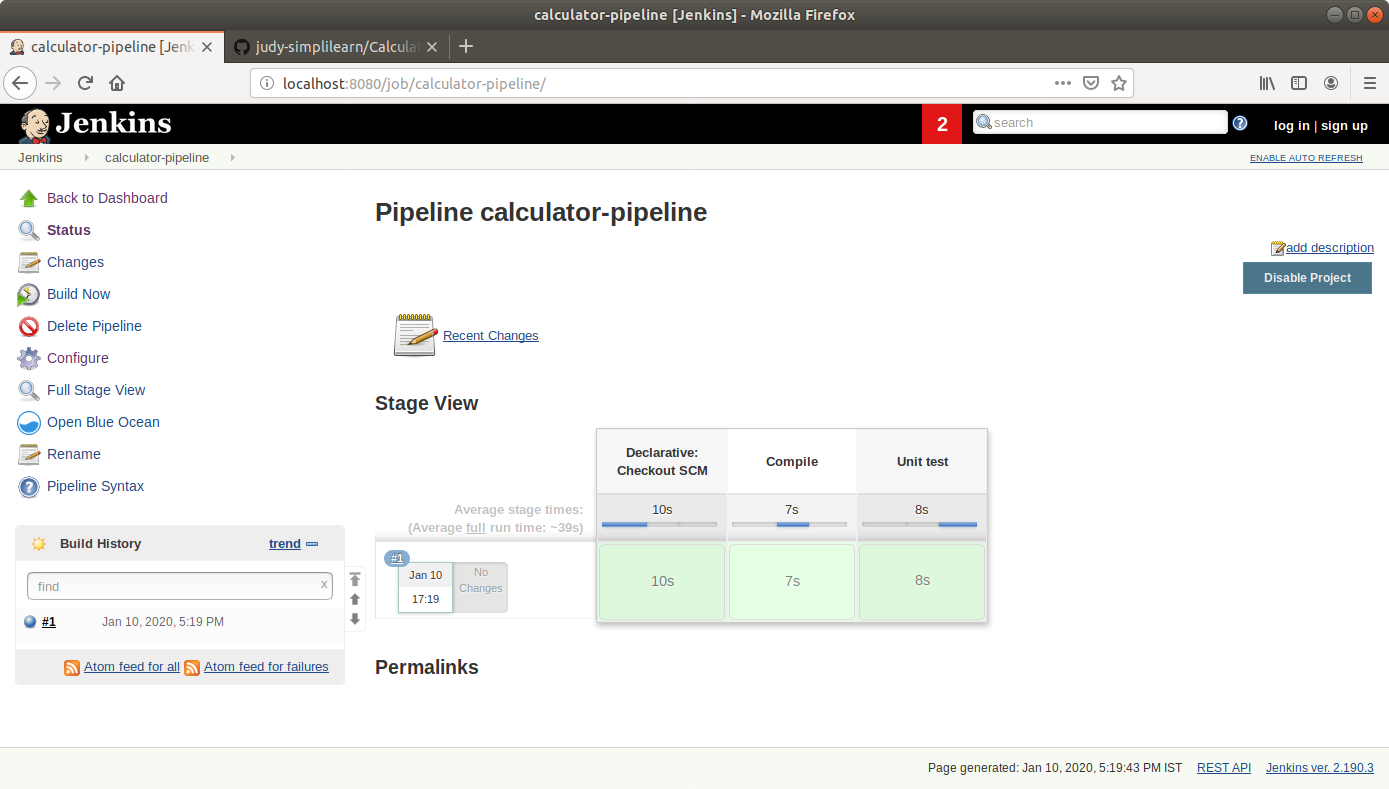 calculator-pipeline [Jenkins] - Mozilla Firefox
calculator-pipeline [Jenk
judy-simplilearn/Calcula
localhost:8080/job/calculator-pipeline/
Jenkins
2
search
log in | sign up
Jenkins
calculator-pipeline
ENABLE AUTO REFRESH
Back to Dashboard
Status
Changes
Build Now
Delete Pipeline
Configure
Full Stage View
Open Blue Ocean
Rename
Pipeline Syntax
Build History
trend
find
x
#1
Jan 10, 2020, 5:19 PM
Atom feed for all
Atom feed for failures
Pipeline calculator-pipeline
add description
Disable Project
Recent Changes
Stage View
Declarative:
Checkout SCM
Compile
Unit test
Average stage times:
(Average full run time: ~39s)
10s
7s
8s
#1
Jan 10
17:19
No
Changes
10s
7s
8s
Permalinks
Page generated: Jan 10, 2020, 5:19:43 PM IST
REST API
Jenkins ver. 2.190.3